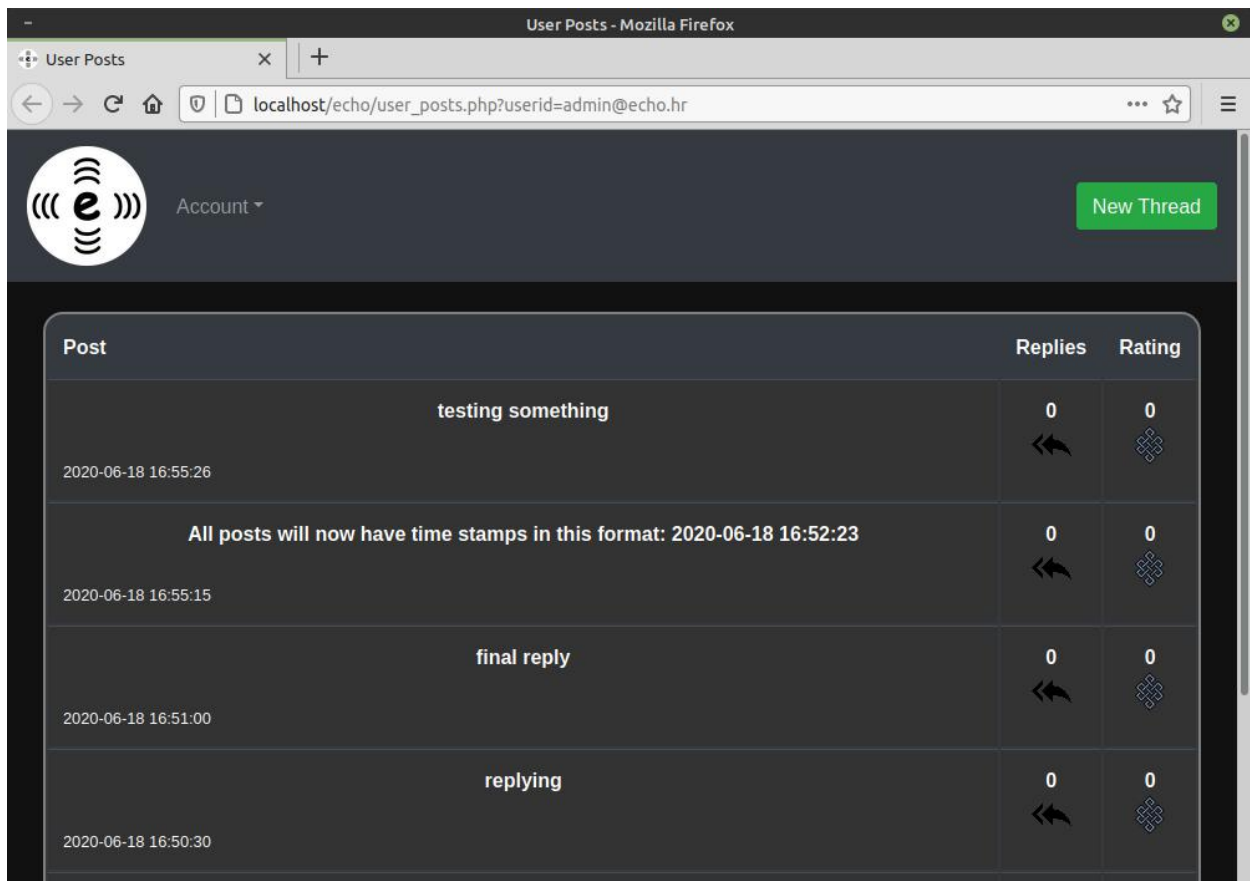 User Posts - Mozilla Firefox
User Posts
localhost/echo/user_posts.php?userid=admin@echo.hr
((( e )))
Account
New Thread
Post Replies Rating
testing something 0 0
2020-06-18 16:55:26
All posts will now have time stamps in this format: 2020-06-18 16:52:23 0 0
2020-06-18 16:55:15
final reply 0 0
2020-06-18 16:51:00
replying 0 0
2020-06-18 16:50:30